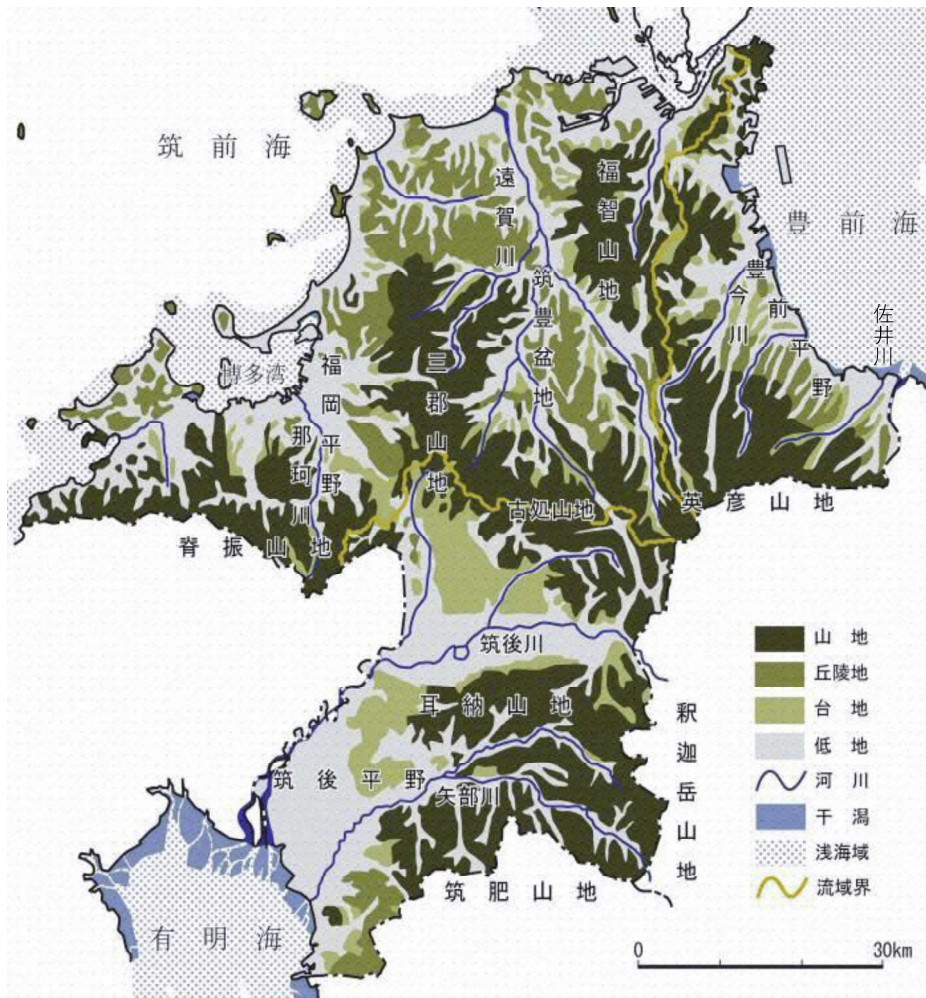 筑前海
豊前海
有明海
博多湾
遠賀川
福智山地
筑豊盆地
三郡山地
福岡平野
那珂川
脊振山地
古処山地
英彦山地
今川
豊前平野
佐井川
筑後川
耳納山地
筑後平野
矢部川
釈迦岳山地
筑肥山地
山地
丘陵地
台地
低地
河川
干潟
浅海域
流域界
0 30km